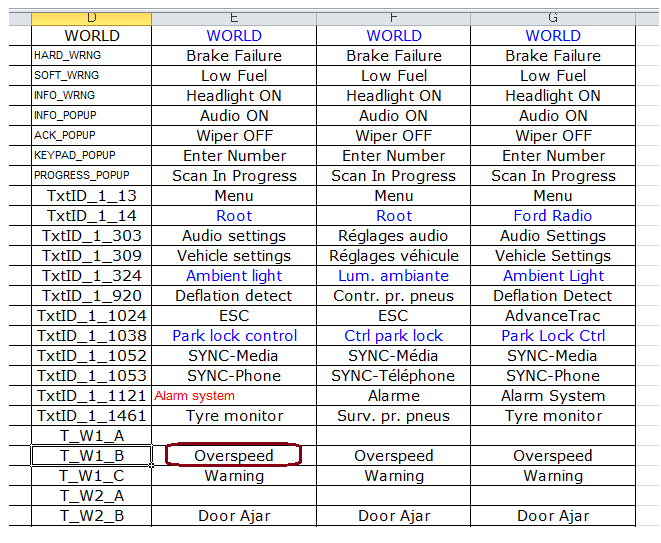 D E F G
WORLD WORLD WORLD WORLD
HARD_WRNG Brake Failure Brake Failure Brake Failure
SOFT_WRNG Low Fuel Low Fuel Low Fuel
INFO_WRNG Headlight ON Headlight ON Headlight ON
INFO_POPUP Audio ON Audio ON Audio ON
ACK_POPUP Wiper OFF Wiper OFF Wiper OFF
KEYPAD_POPUP Enter Number Enter Number Enter Number
PROGRESS_POPUP Scan In Progress Scan In Progress Scan In Progress
TxtID_1_13 Menu Menu Menu
TxtID_1_14 Root Root Ford Radio
TxtID_1_303 Audio settings Réglages audio Audio Settings
TxtID_1_309 Vehicle settings Réglages véhicule Vehicle Settings
TxtID_1_324 Ambient light Lum. ambiante Ambient Light
TxtID_1_920 Deflation detect Contr. pr. pneus Deflation Detect
TxtID_1_1024 ESC ESC AdvanceTrac
TxtID_1_1038 Park lock control Ctrl park lock Park Lock Ctrl
TxtID_1_1052 SYNC-Media SYNC-Média SYNC-Media
TxtID_1_1053 SYNC-Phone SYNC-Téléphone SYNC-Phone
TxtID_1_1121 Alarm system Alarme Alarm System
TxtID_1_1461 Tyre monitor Surv. pr. pneus Tyre monitor
T_W1_A
T_W1_B Overspeed Overspeed Overspeed
T_W1_C Warning Warning Warning
T_W2_A
T_W2_B Door Ajar Door Ajar Door Ajar